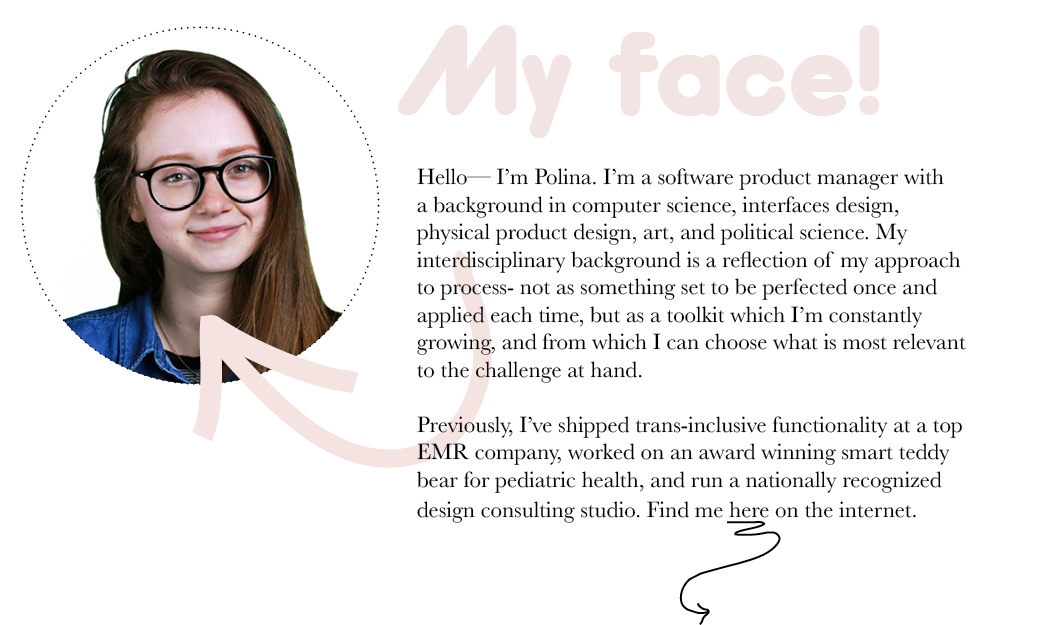 My face!
Hello— I’m Polina. I’m a software product manager with
a background in computer science, interfaces design,
physical product design, art, and political science. My
interdisciplinary background is a reflection of my approach
to process- not as something set to be perfected once and
applied each time, but as a toolkit which I’m constantly
growing, and from which I can choose what is most relevant
to the challenge at hand.
Previously, I’ve shipped trans-inclusive functionality at a top
EMR company, worked on an award winning smart teddy
bear for pediatric health, and run a nationally recognized
design consulting studio. Find me here on the internet.